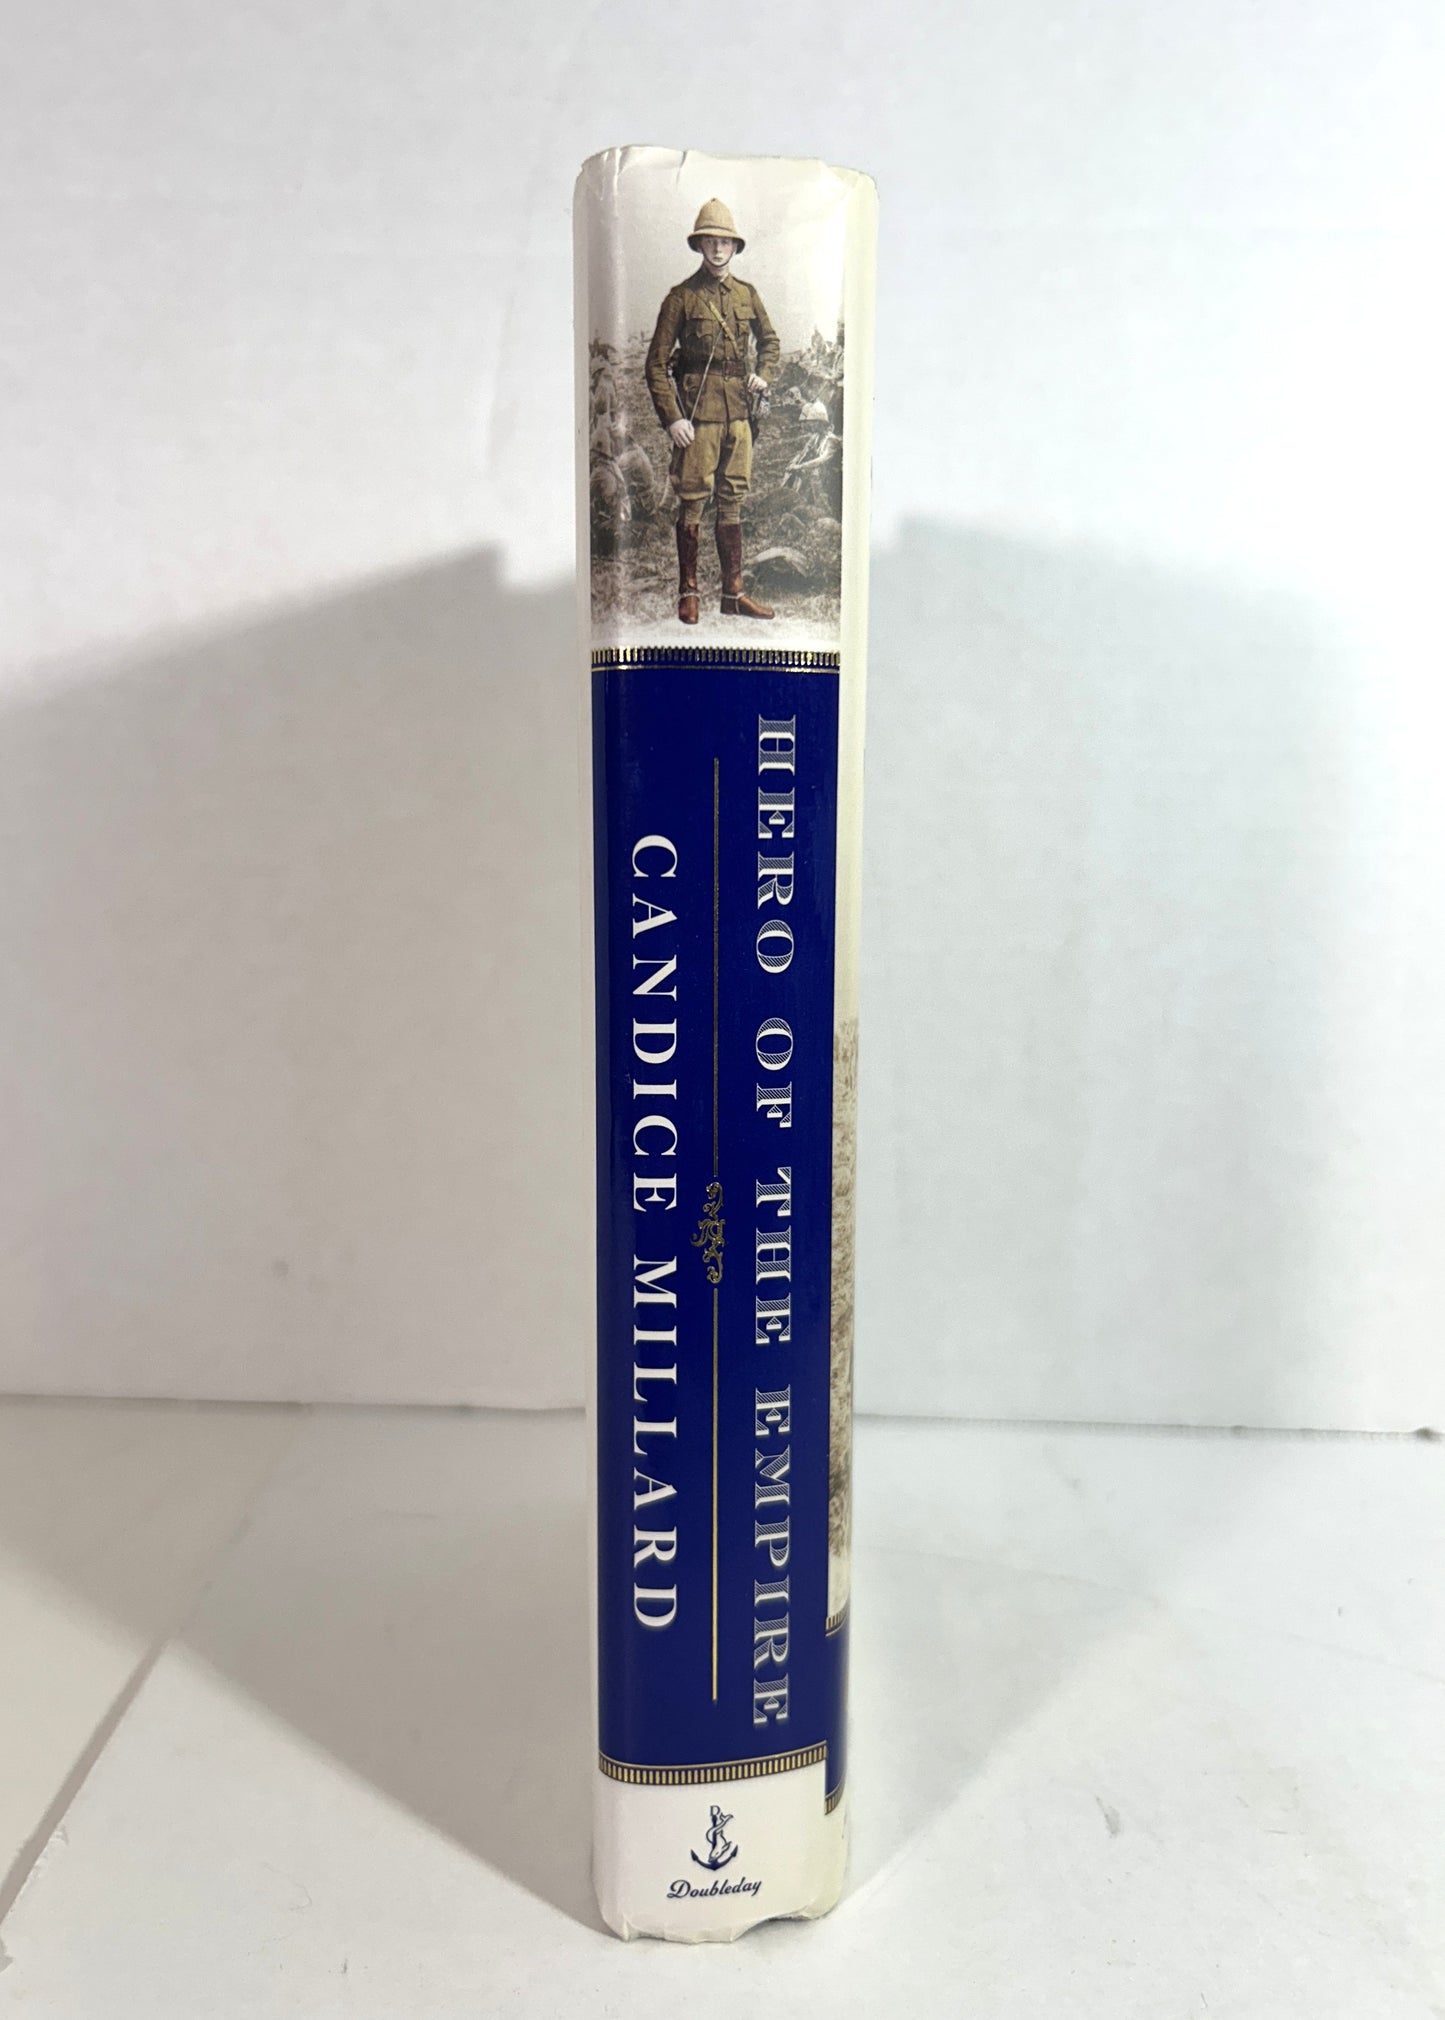 HERO OF THE EMPIRE
CANDICE MILLARD
D
Doubleday